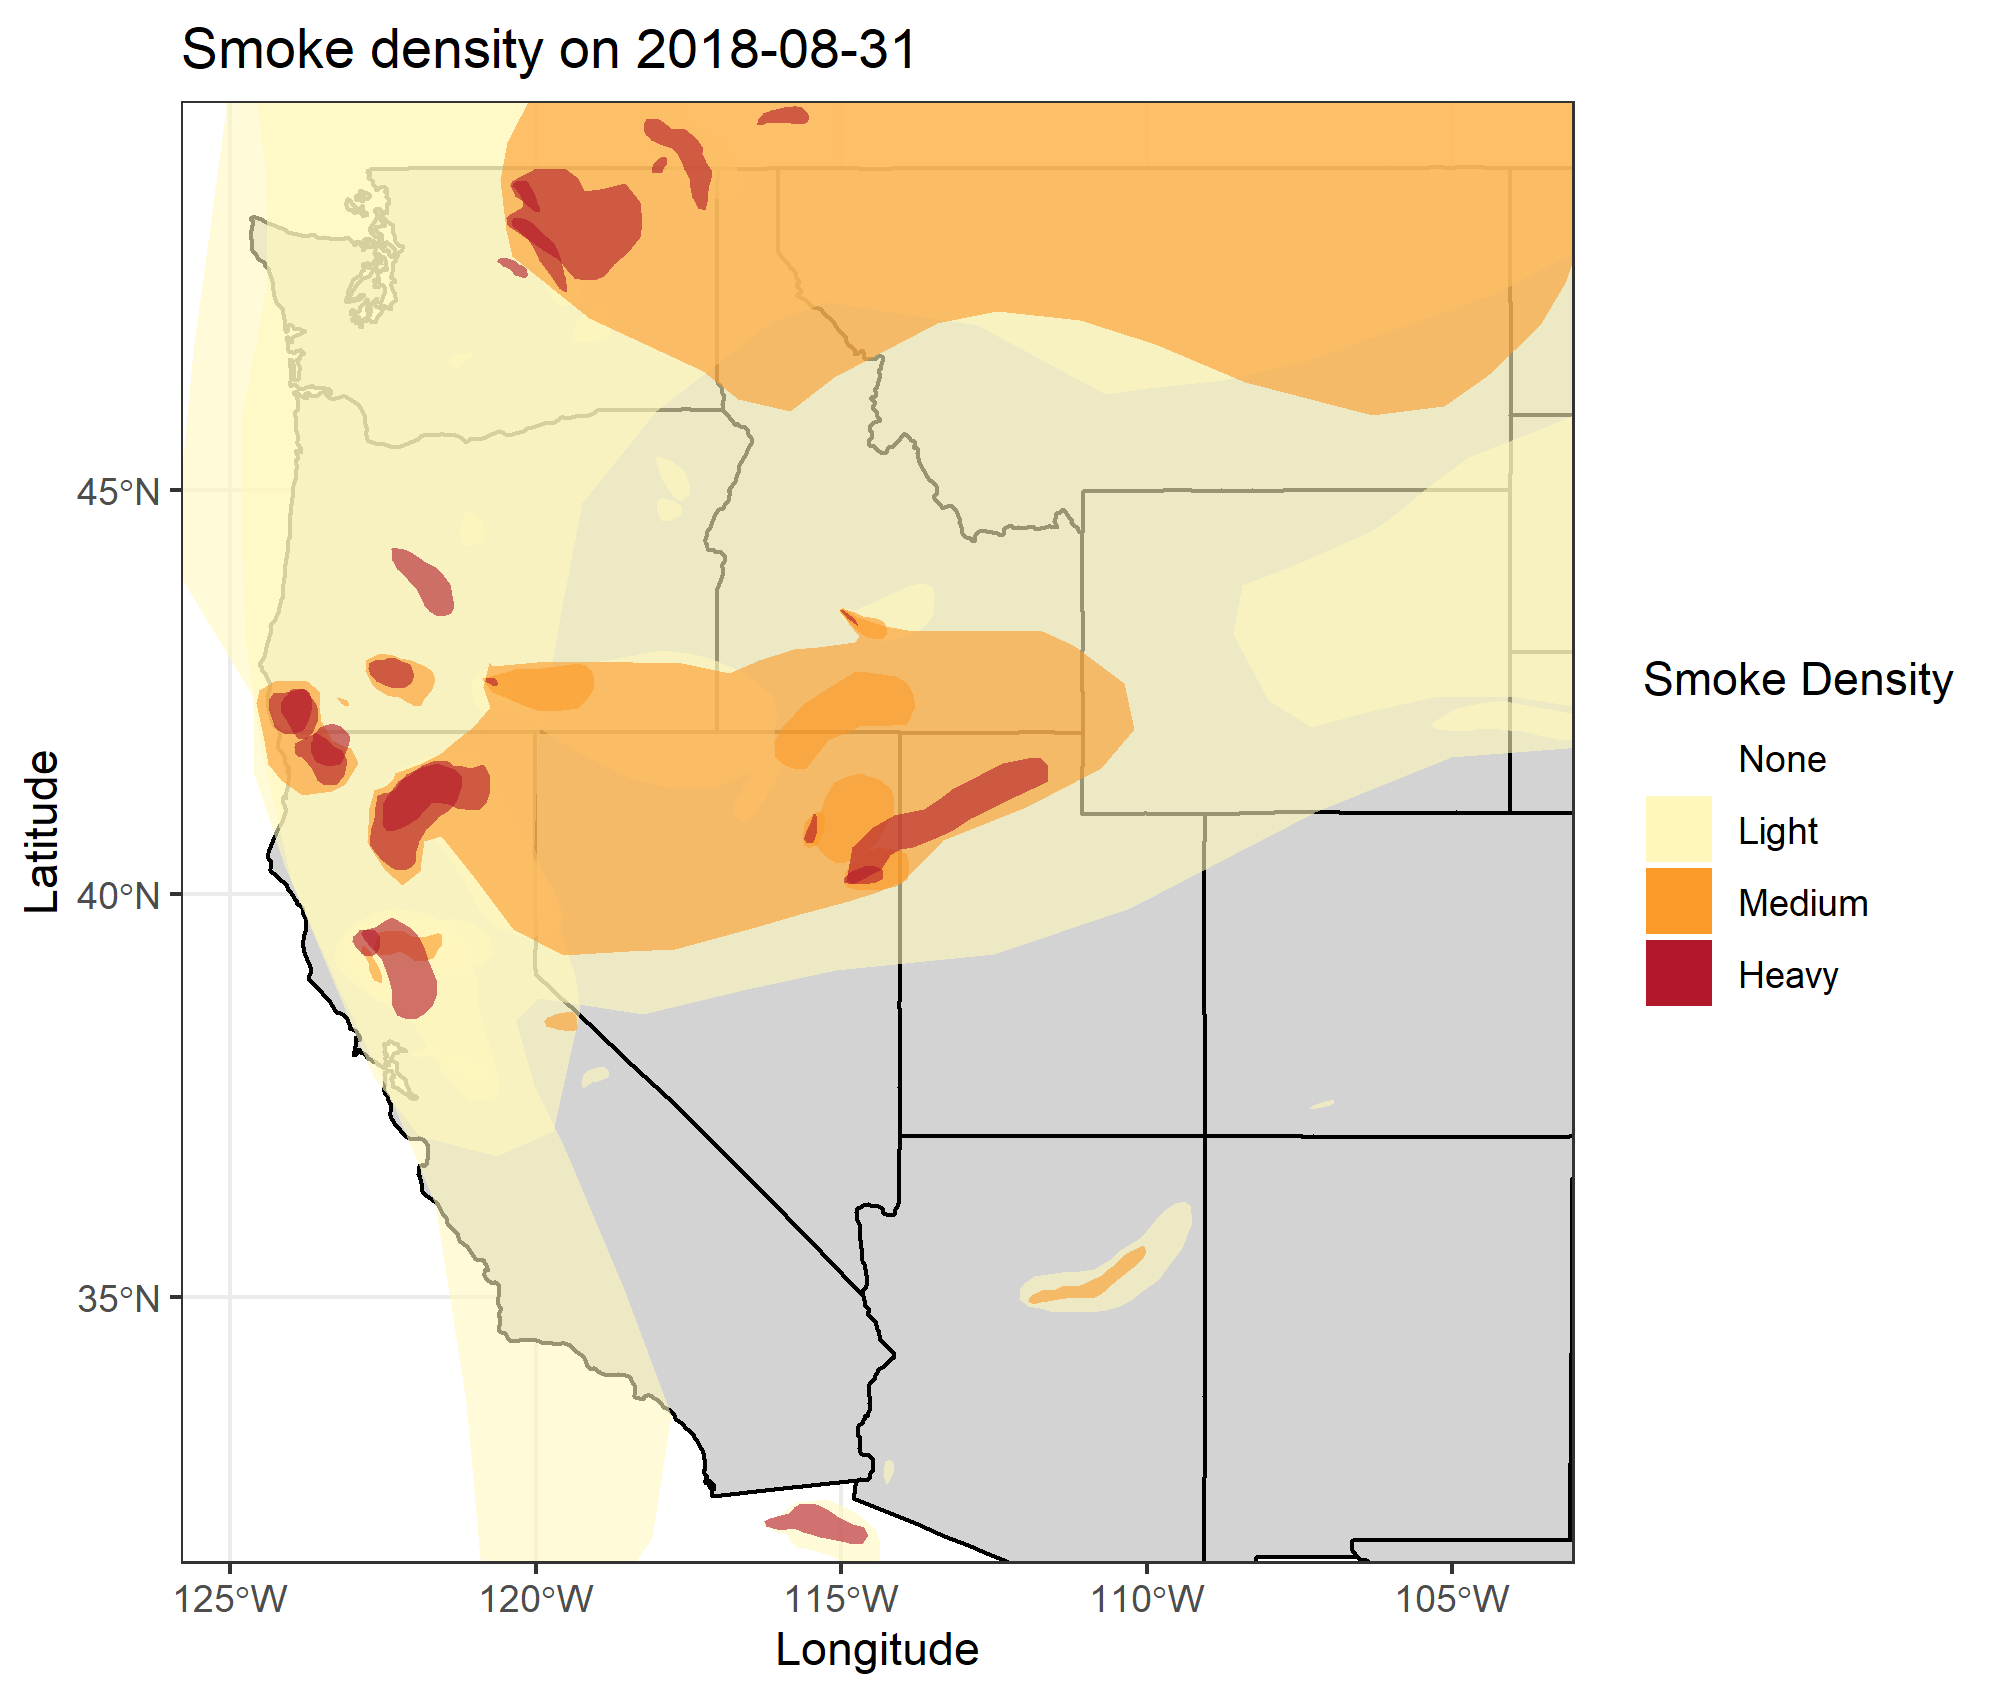 Smoke density on 2018-08-31
Latitude
45°N
40°N
35°N
125°W
120°W
115°W
110°W
105°W
Longitude
Smoke Density
None
Light
Medium
Heavy